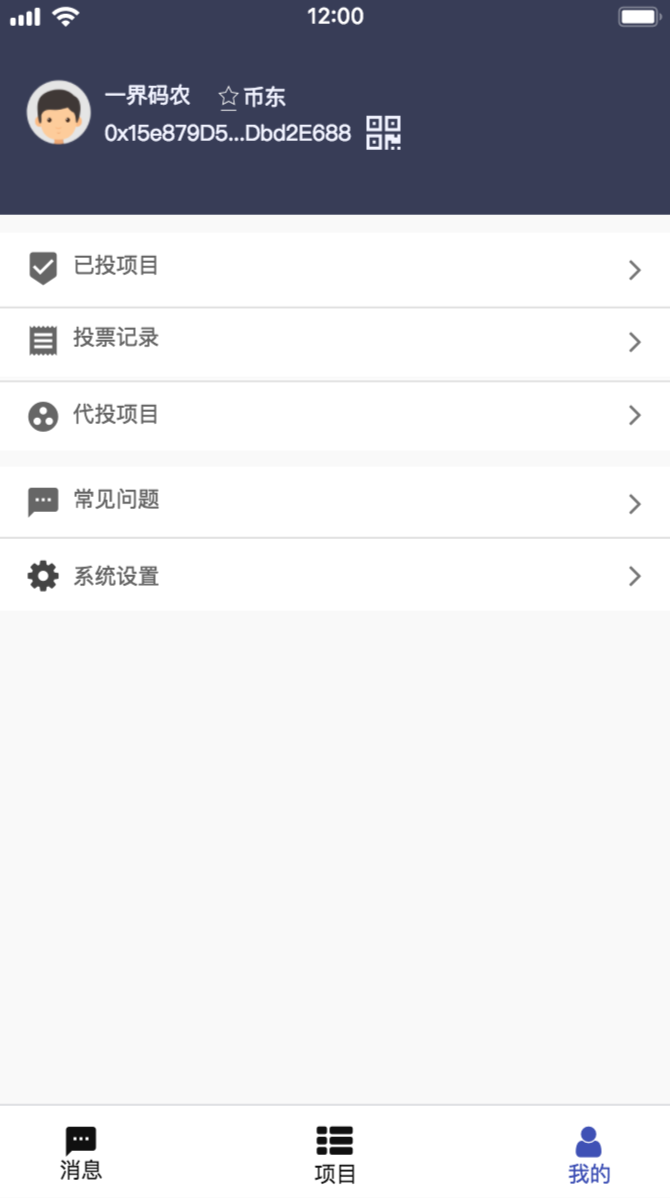 12:00
一界码农 ☆币东
0x15e879D5...Dbd2E688
已投项目
投票记录
代投项目
常见问题
系统设置
消息
项目
我的